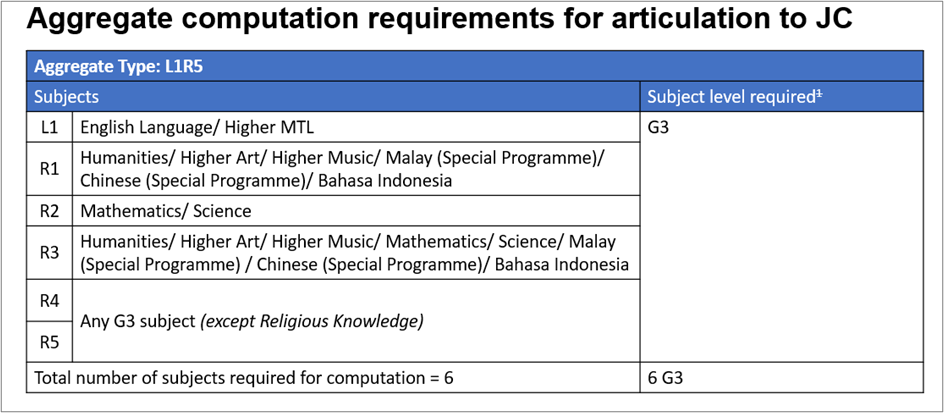 Aggregate computation requirements for articulation to JC
Aggregate Type: L1R5
Subjects
Subject level required¹
L1
English Language/ Higher MTL
G3
R1
Humanities/ Higher Art/ Higher Music/ Malay (Special Programme)/
Chinese (Special Programme)/ Bahasa Indonesia
R2
Mathematics/ Science
R3
Humanities/ Higher Art/ Higher Music/ Mathematics/ Science/ Malay
(Special Programme) / Chinese (Special Programme)/ Bahasa Indonesia
R4
Any G3 subject (except Religious Knowledge)
R5
Total number of subjects required for computation = 6
6 G3